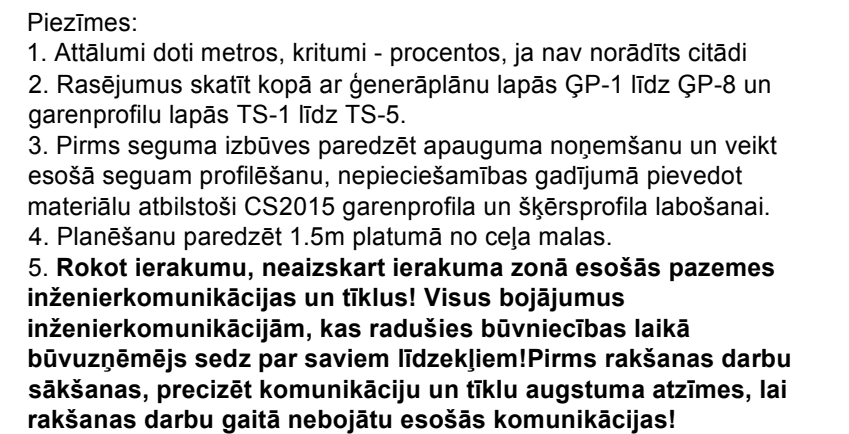 Piezīmes:
1. Attālumi doti metros, kritumi - procentos, ja nav norādīts citādi
2. Rasējumus skatīt kopā ar ģenerāplānu lapās ĢP-1 līdz ĢP-8 un
garenprofilu lapās TS-1 līdz TS-5.
3. Pirms seguma izbūves paredzēt apauguma noņemšanu un veikt
esošā seguam profilēšanu, nepieciešamības gadījumā pievedot
materiālu atbilstoši CS2015 garenprofila un šķērsprofila labošanai.
4. Planēšanu paredzēt 1.5m platumā no ceļa malas.
5. Rokot ierakumu, neaizskart ierakuma zonā esošās pazemes
inženierkomunikācijas un tīklus! Visus bojājumus
inženierkomunikācijām, kas radušies būvniecības laikā
būvuzņēmējs sedz par saviem līdzekļiem!Pirms rakšanas darbu
sākšanas, precizēt komunikāciju un tīklu augstuma atzīmes, lai
rakšanas darbu gaitā nebojātu esošās komunikācijas!